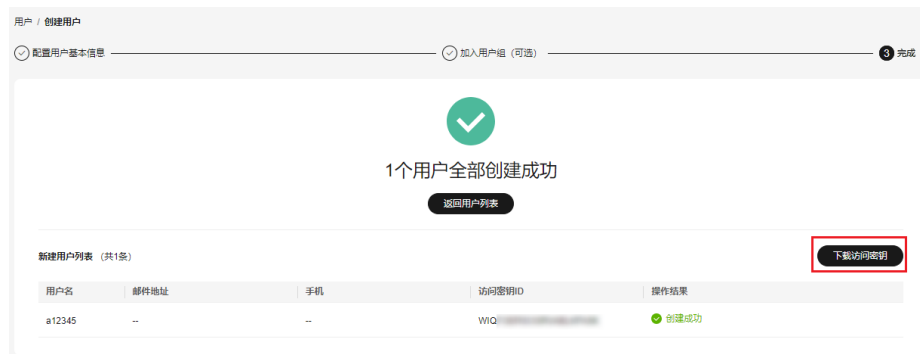 用户 / 创建用户
配置用户基本信息 加入用户组（可选） 3 完成
1个用户全部创建成功
返回用户列表
新建用户列表 （共1条） 下载访问密钥
用户名 邮件地址 手机 访问密钥ID 操作结果
a12345 -- -- WIQ 创建成功